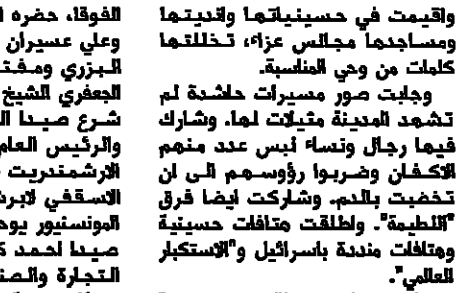 واقيمت في حسينياتها وانديتها
ومساجدها مجالس عزاء، تخللتها
كلمات من وحي المناسبة.
وجابت صور مسيرات حاشدة لم
تشهد المدينة مثيلات لها. وشارك
فيها رجال ونساء لبس عدد منهم
الاكفان وضربوا رؤوسهم الى ان
تخضبت بالدم. وشاركت ايضا فرق
"اللطيمة". واطلقت هتافات حسينية
وهتافات منددة باسرائيل و"الاستكبار
العالمي".
الفوقا، حضره
وعلي عسيران
البزري ومفت
الجعفري الشيخ
شرع صيدا
والرئيس العام
الارشمندريت
الاسقفي لابرش
المونسنيور يوح
صيدا احمد ك
التجارة والصن